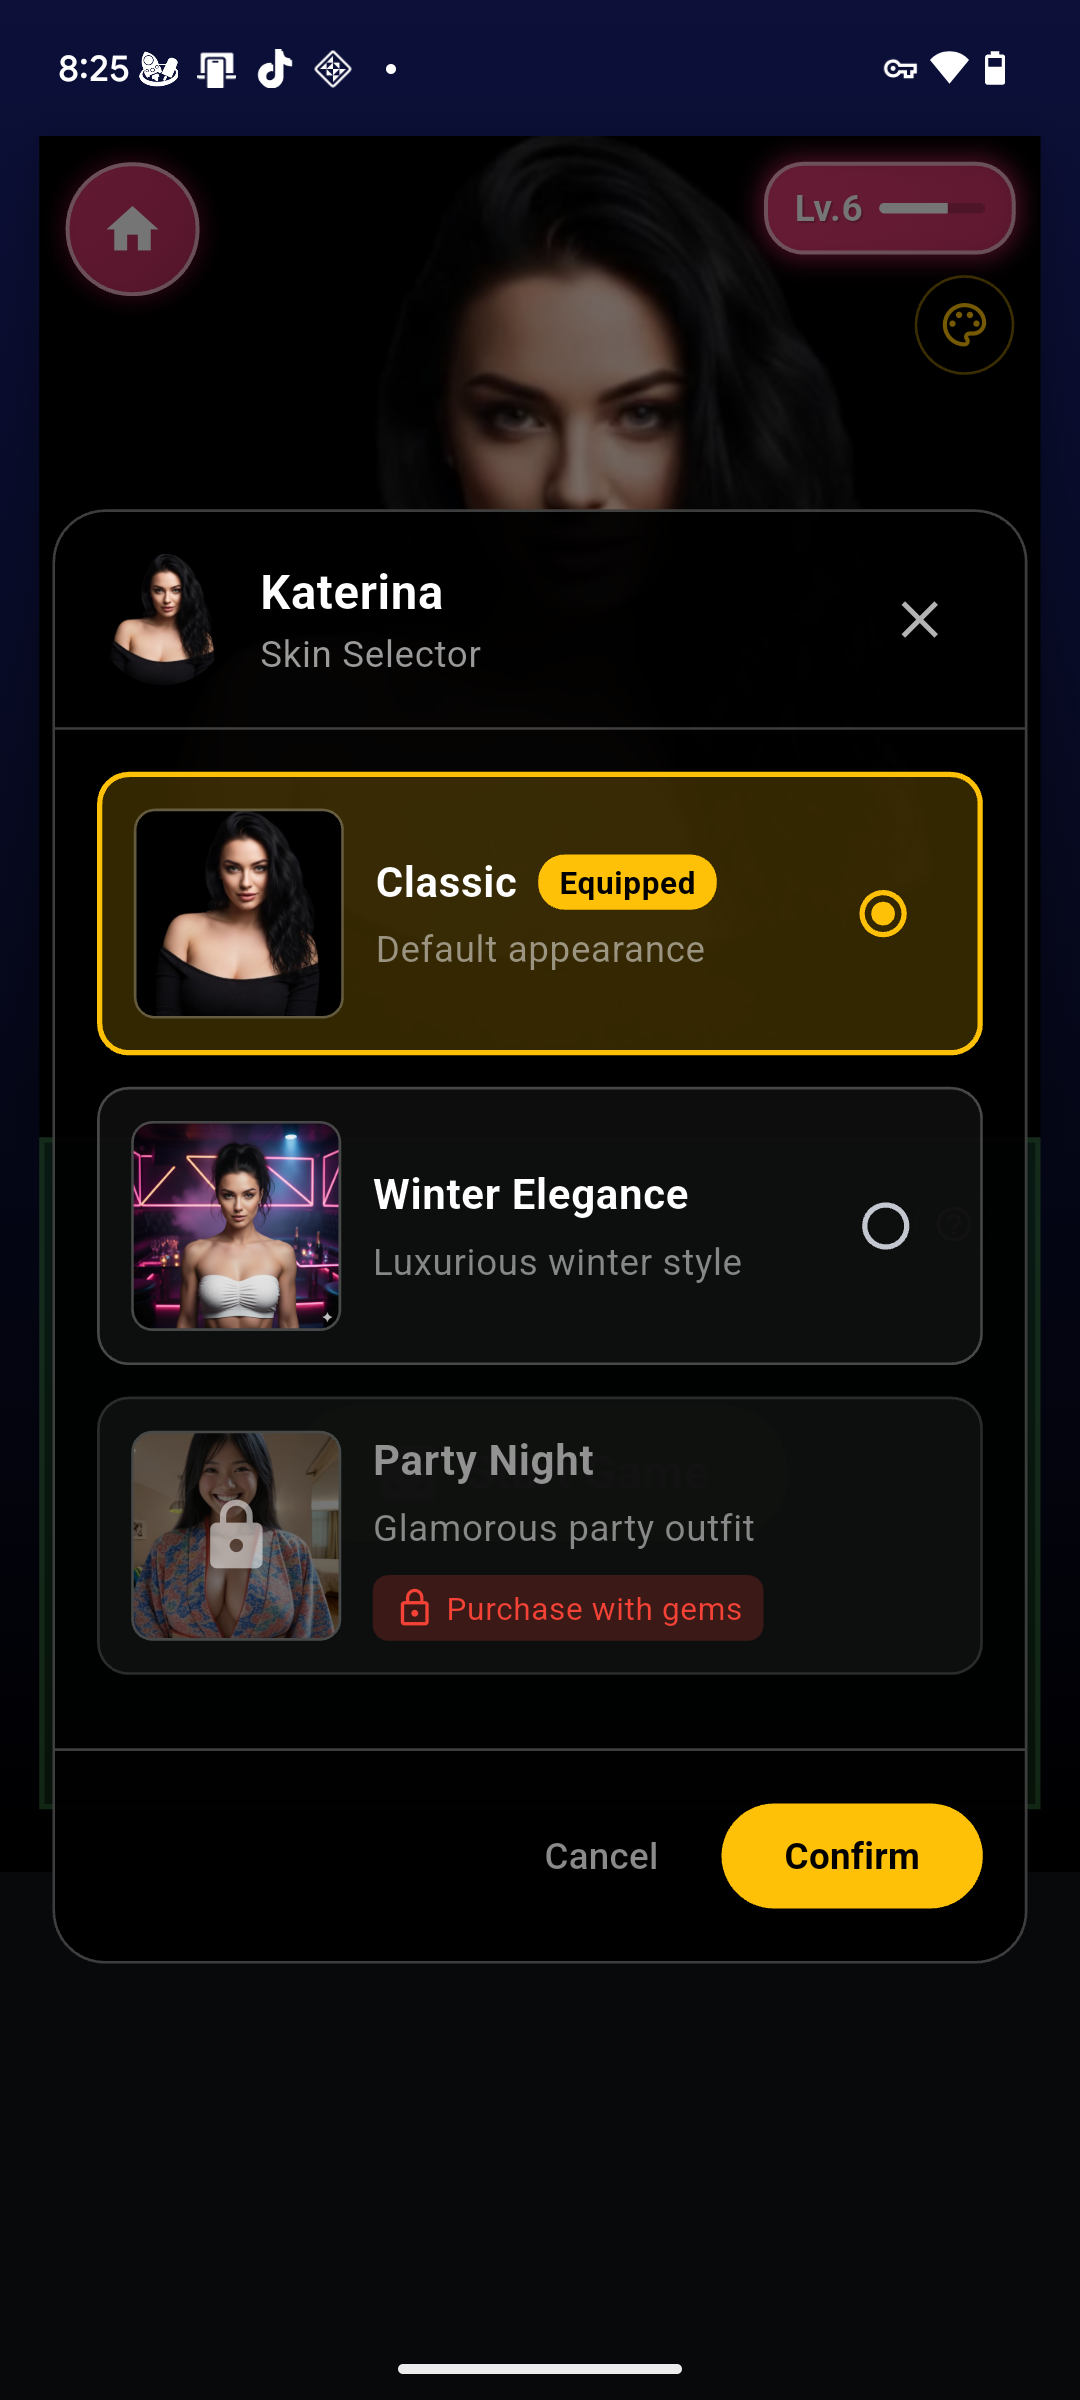 8:25
Lv.6
Katerina
Skin Selector
Classic
Equipped
Default appearance
Winter Elegance
Luxurious winter style
Party Night
Glamorous party outfit
Purchase with gems
Cancel
Confirm